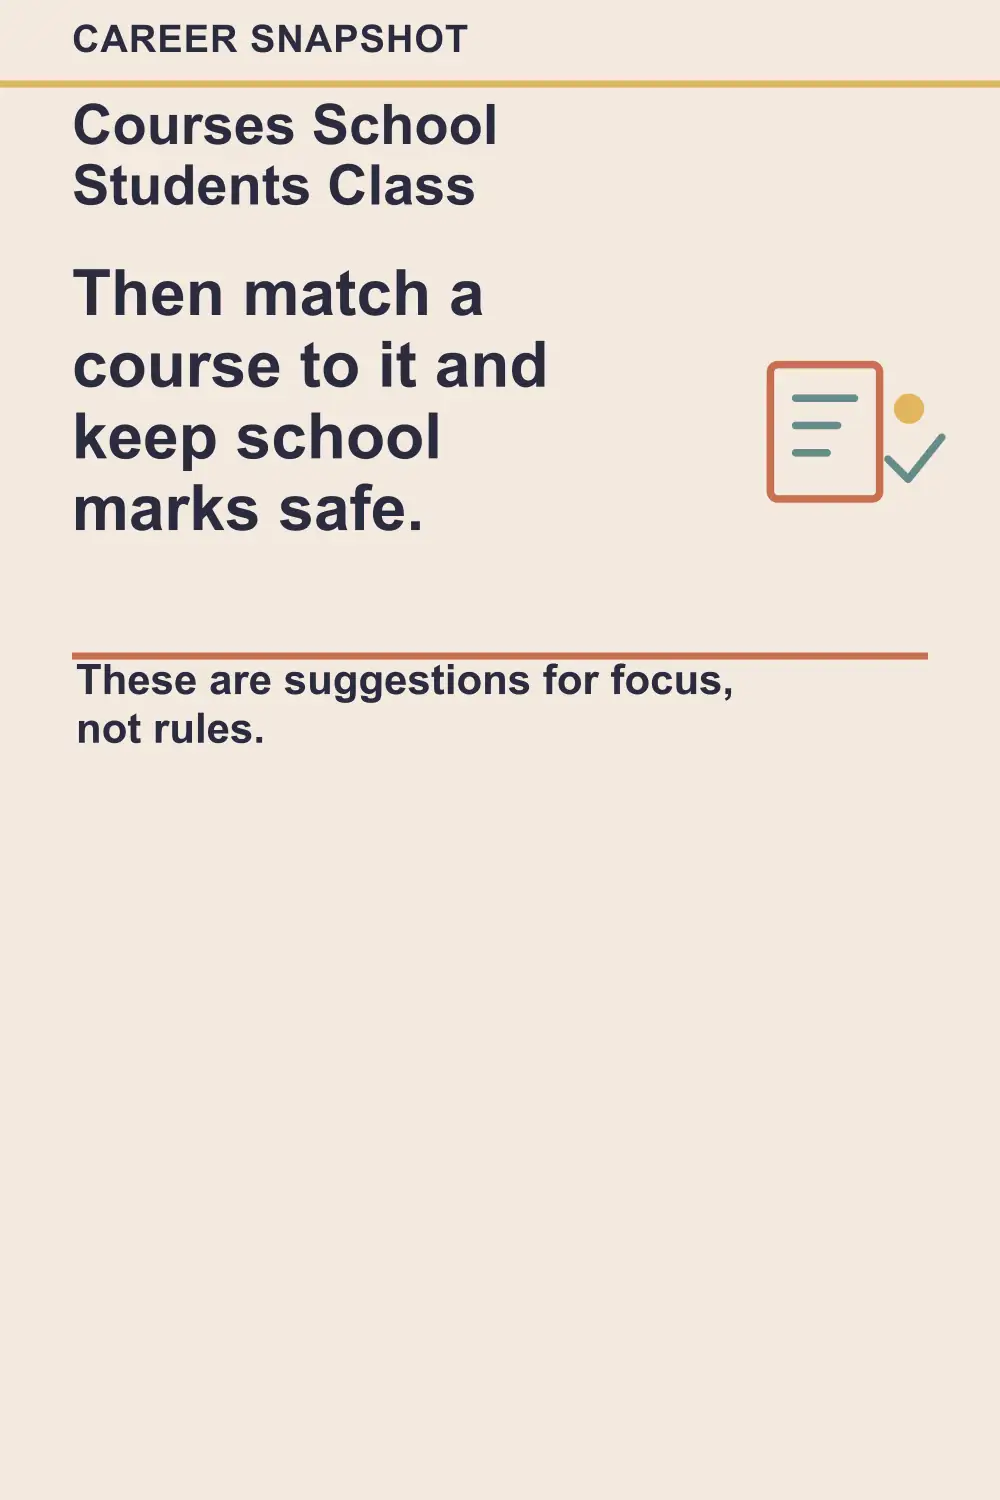 CAREER SNAPSHOT
Courses School
Students Class
Then match a
course to it and
keep school
marks safe.
These are suggestions for focus,
not rules.